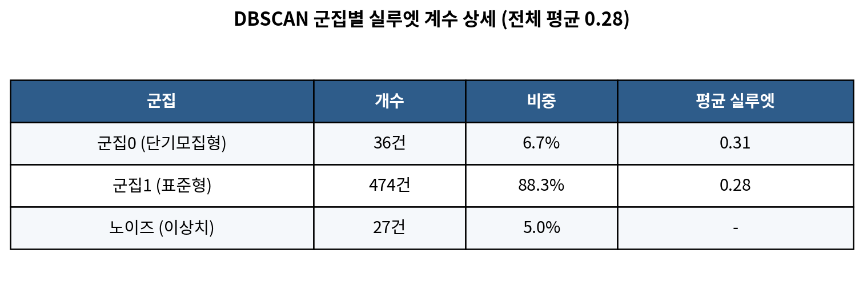 DBSCAN 군집별 실루엣 계수 상세 (전체 평균 0.28)
군집 개수 비중 평균 실루엣
군집0 (단기모집형) 36건 6.7% 0.31
군집1 (표준형) 474건 88.3% 0.28
노이즈 (이상치) 27건 5.0% -